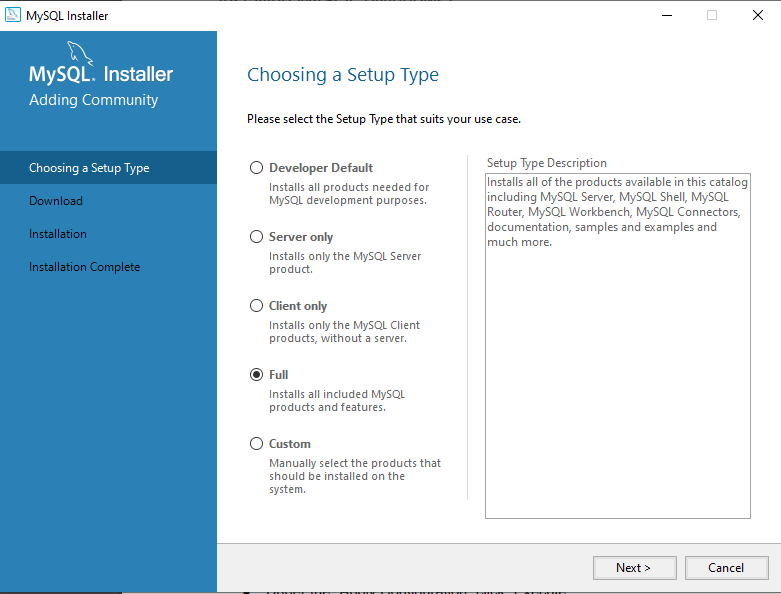 MySQL Installer
MySQL. Installer
Adding Community
Choosing a Setup Type
Download
Installation
Installation Complete
Choosing a Setup Type
Please select the Setup Type that suits your use case.
Developer Default
Installs all products needed for
MySQL development purposes.
Server only
Installs only the MySQL Server
product.
Client only
Installs only the MySQL Client
products, without a server.
Full
Installs all included MySQL
products and features.
Custom
Manually select the products that
should be installed on the
system.
Setup Type Description
Installs all of the products available in this catalog
including MySQL Server, MySQL Shell, MySQL
Router, MySQL Workbench, MySQL Connectors,
documentation, samples and examples and
much more.
Next >
Cancel